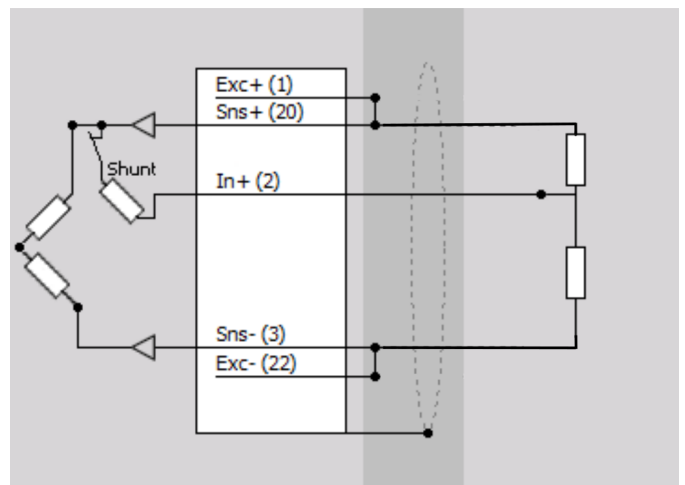 Exc+ (1)
Sns+ (20)
Shunt
In+ (2)
Sns- (3)
Exc- (22)